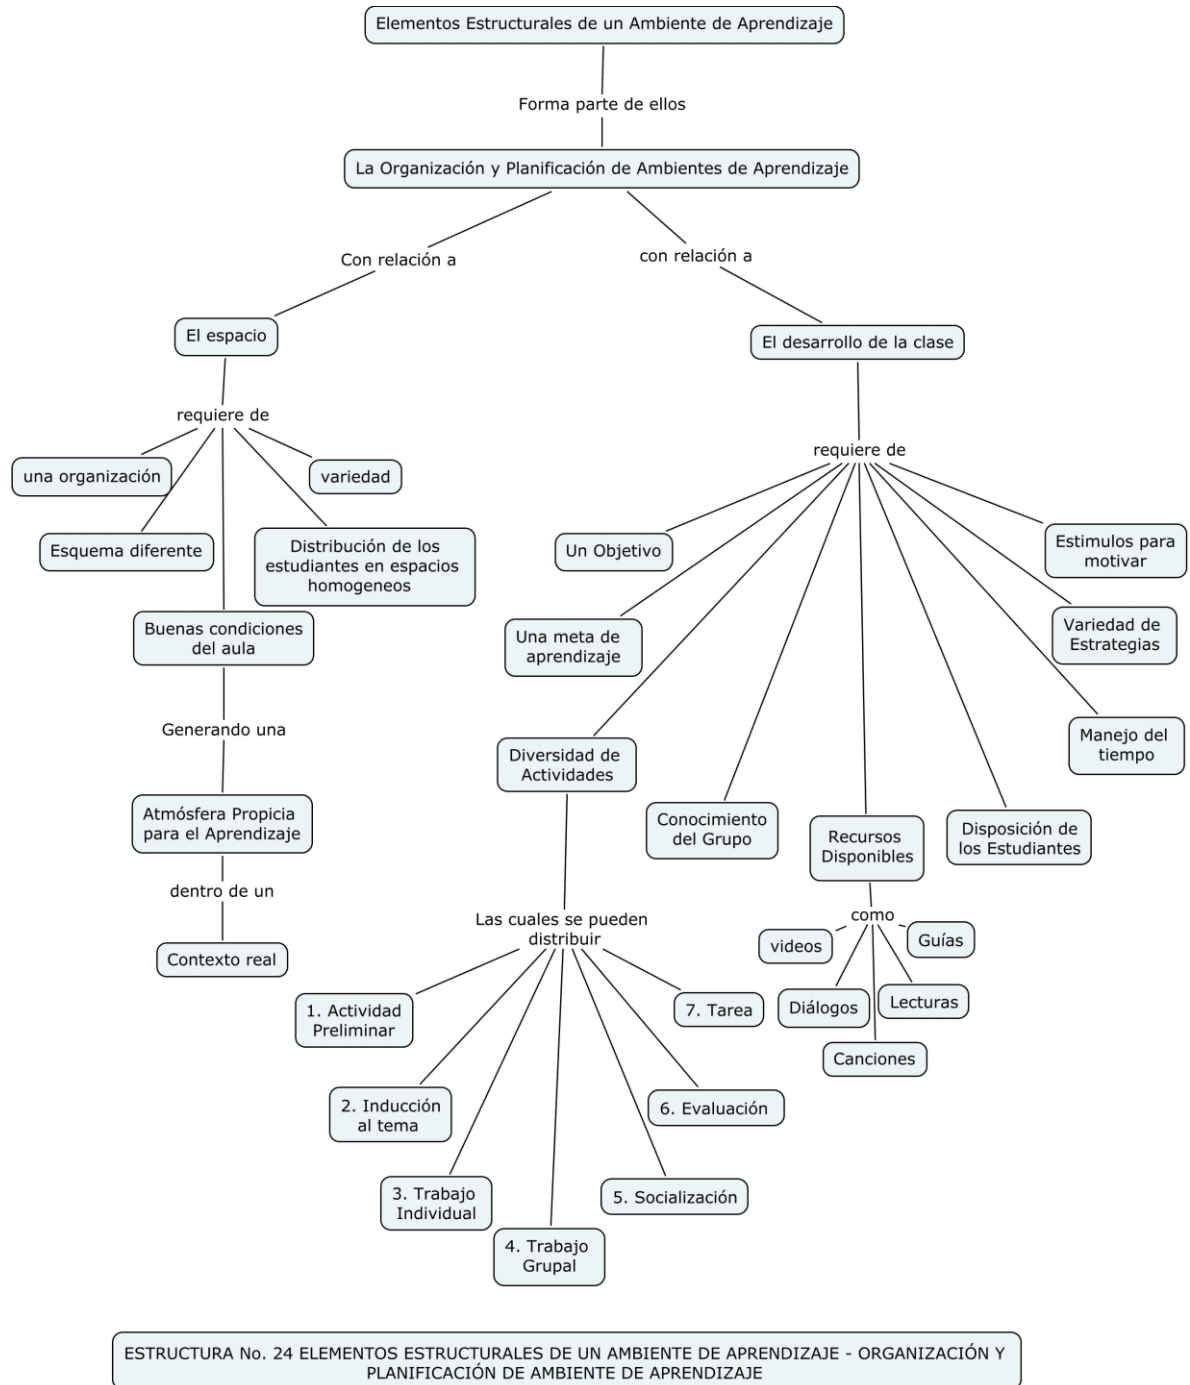 Elementos Estructurales de un Ambiente de Aprendizaje
Forma parte de ellos
La Organización y Planificación de Ambientes de Aprendizaje
Con relación a
con relación a
El espacio
El desarrollo de la clase
requiere de
una organización
variedad
Esquema diferente
Distribución de los
estudiantes en espacios
homogeneos
Buenas condiciones
del aula
Generando una
Atmósfera Propicia
para el Aprendizaje
dentro de un
Contexto real
requiere de
Un Objetivo
Estimulos para
motivar
Una meta de
aprendizaje
Variedad de
Estrategias
Diversidad de
Actividades
Manejo del
tiempo
Conocimiento
del Grupo
Recursos
Disponibles
Disposición de
los Estudiantes
como
videos
Guías
Diálogos
Lecturas
Canciones
Las cuales se pueden
distribuir
1. Actividad
Preliminar
7. Tarea
2. Inducción
al tema
6. Evaluación
3. Trabajo
Individual
5. Socialización
4. Trabajo
Grupal
ESTRUCTURA No. 24 ELEMENTOS ESTRUCTURALES DE UN AMBIENTE DE APRENDIZAJE - ORGANIZACIÓN Y
PLANIFICACIÓN DE AMBIENTE DE APRENDIZAJE